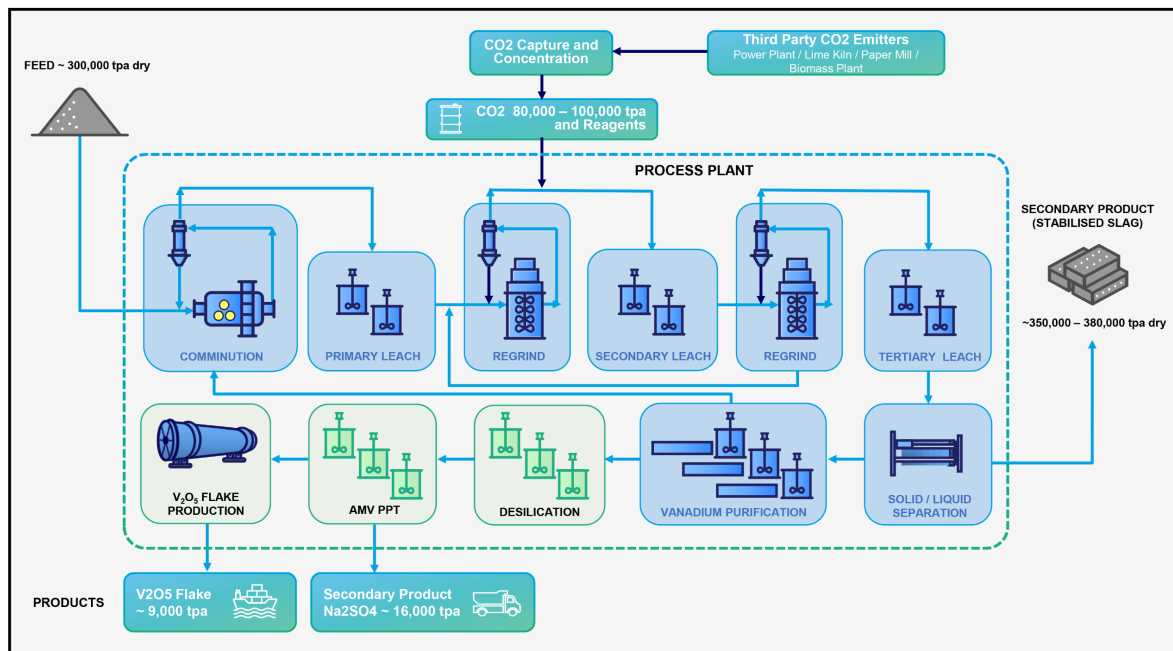 CO2 Capture and
Concentration
Third Party CO2 Emitters
Power Plant / Lime Kiln / Paper Mill /
Biomass Plant
FEED ~ 300,000 tpa dry
CO2 80,000 – 100,000 tpa
and Reagents
PROCESS PLANT
SECONDARY PRODUCT
(STABILISED SLAG)
~350,000 – 380,000 tpa dry
COMMINUTION
PRIMARY LEACH
REGRIND
SECONDARY LEACH
REGRIND
TERTIARY LEACH
V₂O₅ FLAKE
PRODUCTION
AMV PPT
DESILICATION
VANADIUM PURIFICATION
SOLID / LIQUID
SEPARATION
PRODUCTS
V2O5 Flake
~ 9,000 tpa
Secondary Product
Na2SO4 ~ 16,000 tpa